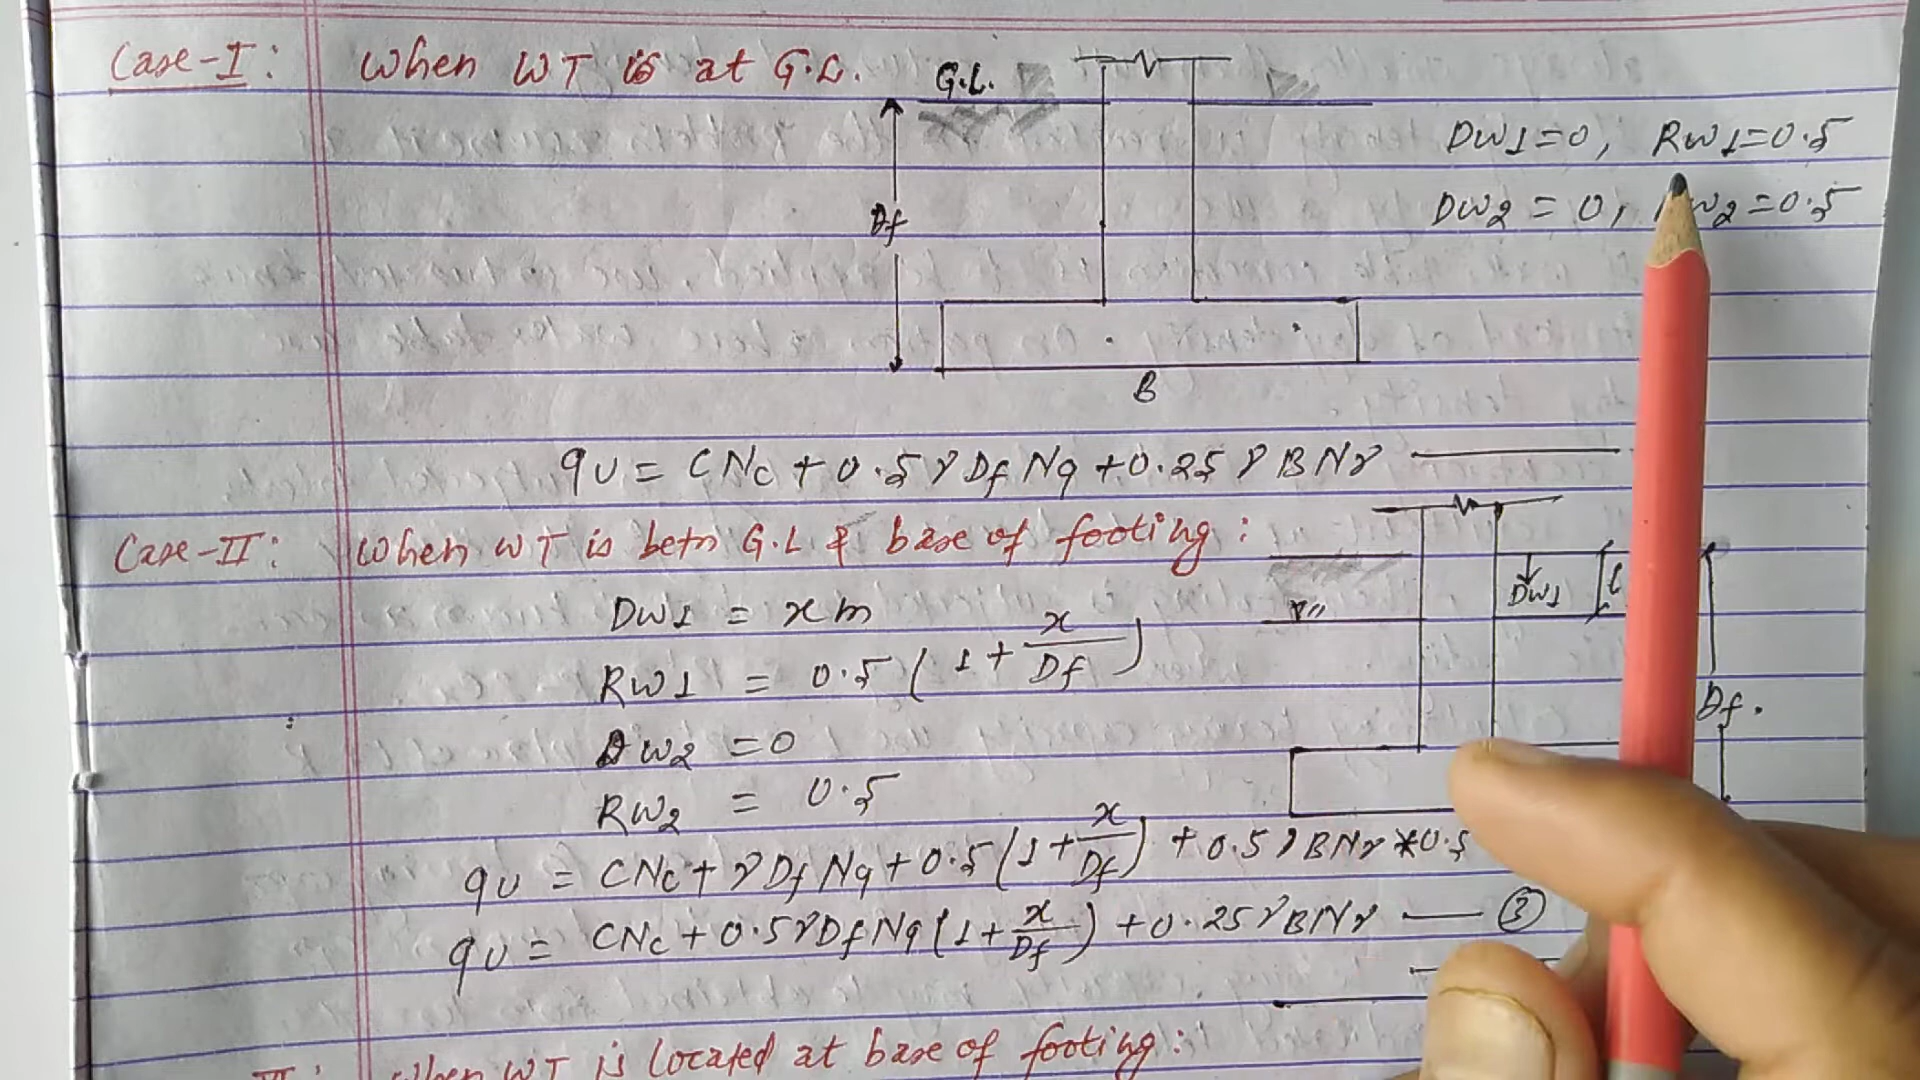 Case-I: When WT is at G.L.
G.L.
DW1=0, RW1=0.5
DW2 = 0, W2=0.5
Df
B
qu = CNc + 0.5 γ Df Nq + 0.25 γ B Nγ
Case-II: When WT is betn G.L & base of footing:
DW1 = x m
RW1 = 0.5 (1 + x/Df)
DW2 = 0
RW2 = 0.5
DW1
Df.
qu = CNc + γ Df Nq + 0.5 (1 + x/Df) + 0.5 γ B Nγ * 0.5
qu = CNc + 0.5 γ Df Nq (1 + x/Df) + 0.25 γ B Nγ — ③
When WT is located at base of footing: